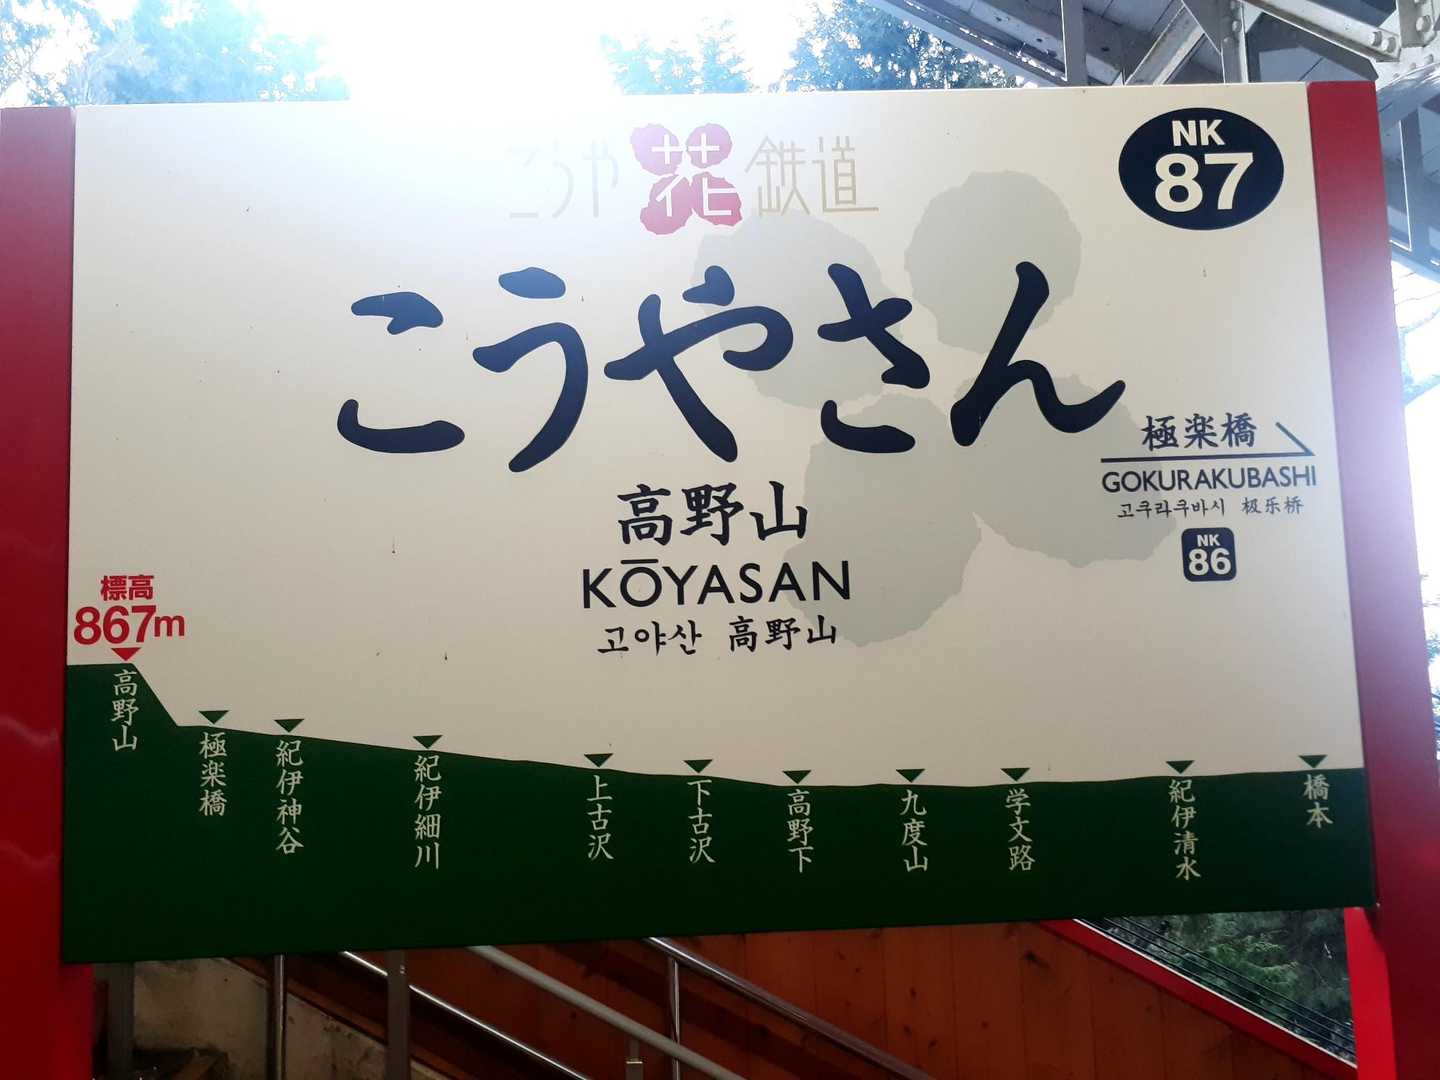 こうや花鉄道
NK
87
こうやさん
高野山
KŌYASAN
고야산 高野山
極楽橋
GOKURAKUBASHI
고쿠라쿠바시 极乐桥
NK
86
標高
867m
高野山
極楽橋
紀伊神谷
紀伊細川
上古沢
下古沢
高野下
九度山
学文路
紀伊清水
橋本